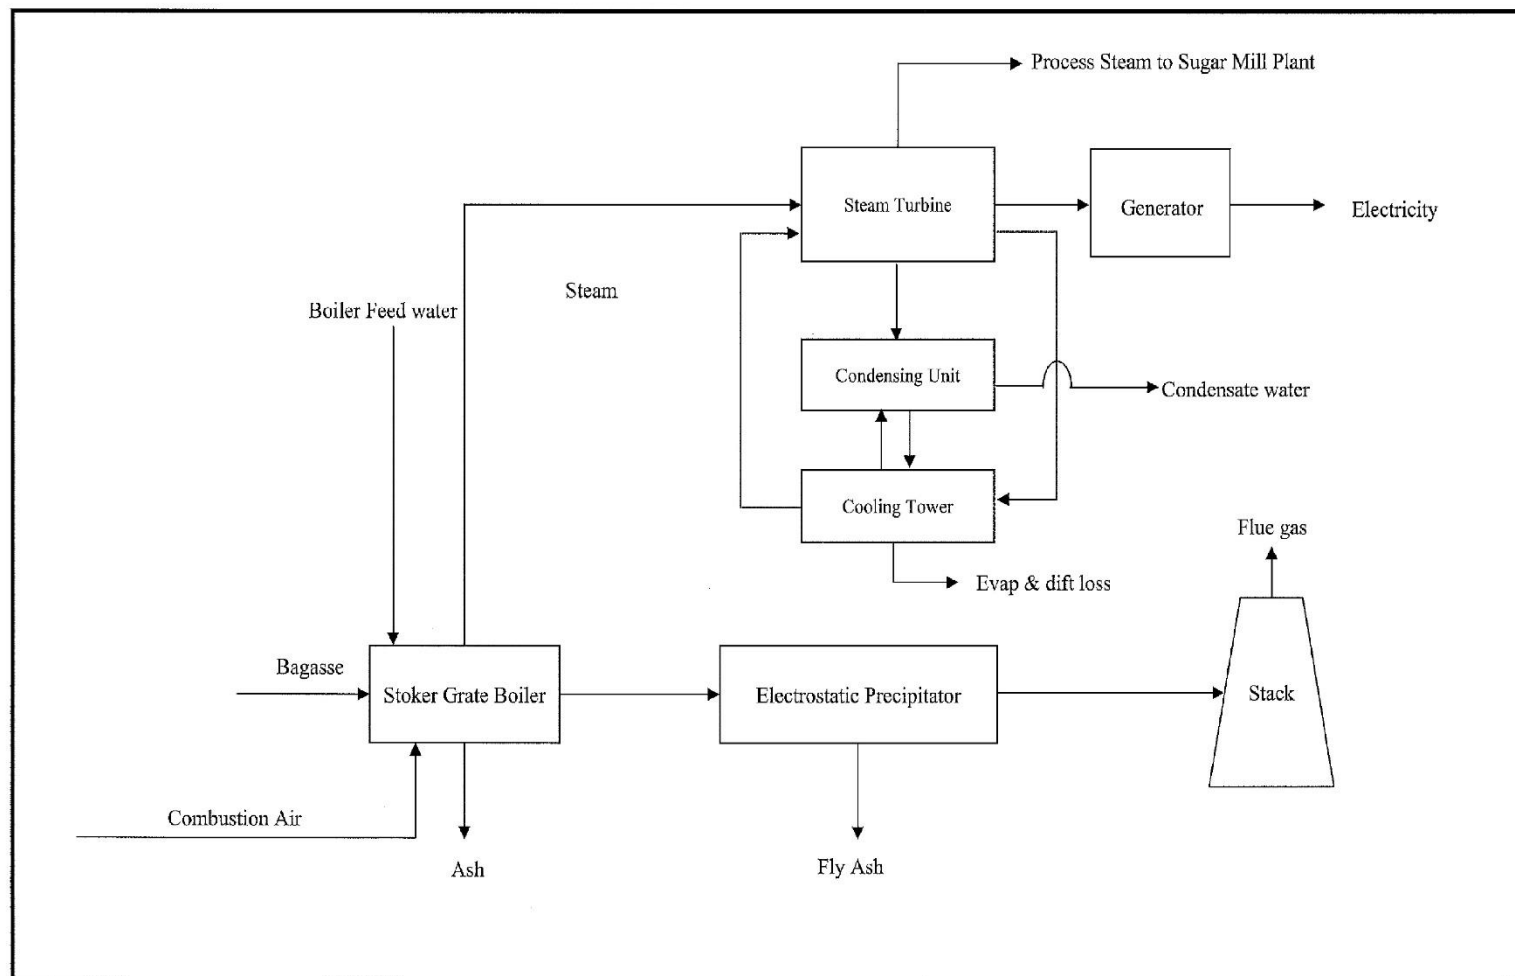 Process Steam to Sugar Mill Plant
Steam Turbine
Generator
Electricity
Steam
Boiler Feed water
Condensing Unit
Condensate water
Cooling Tower
Flue gas
Evap & dift loss
Bagasse
Stoker Grate Boiler
Electrostatic Precipitator
Stack
Combustion Air
Ash
Fly Ash